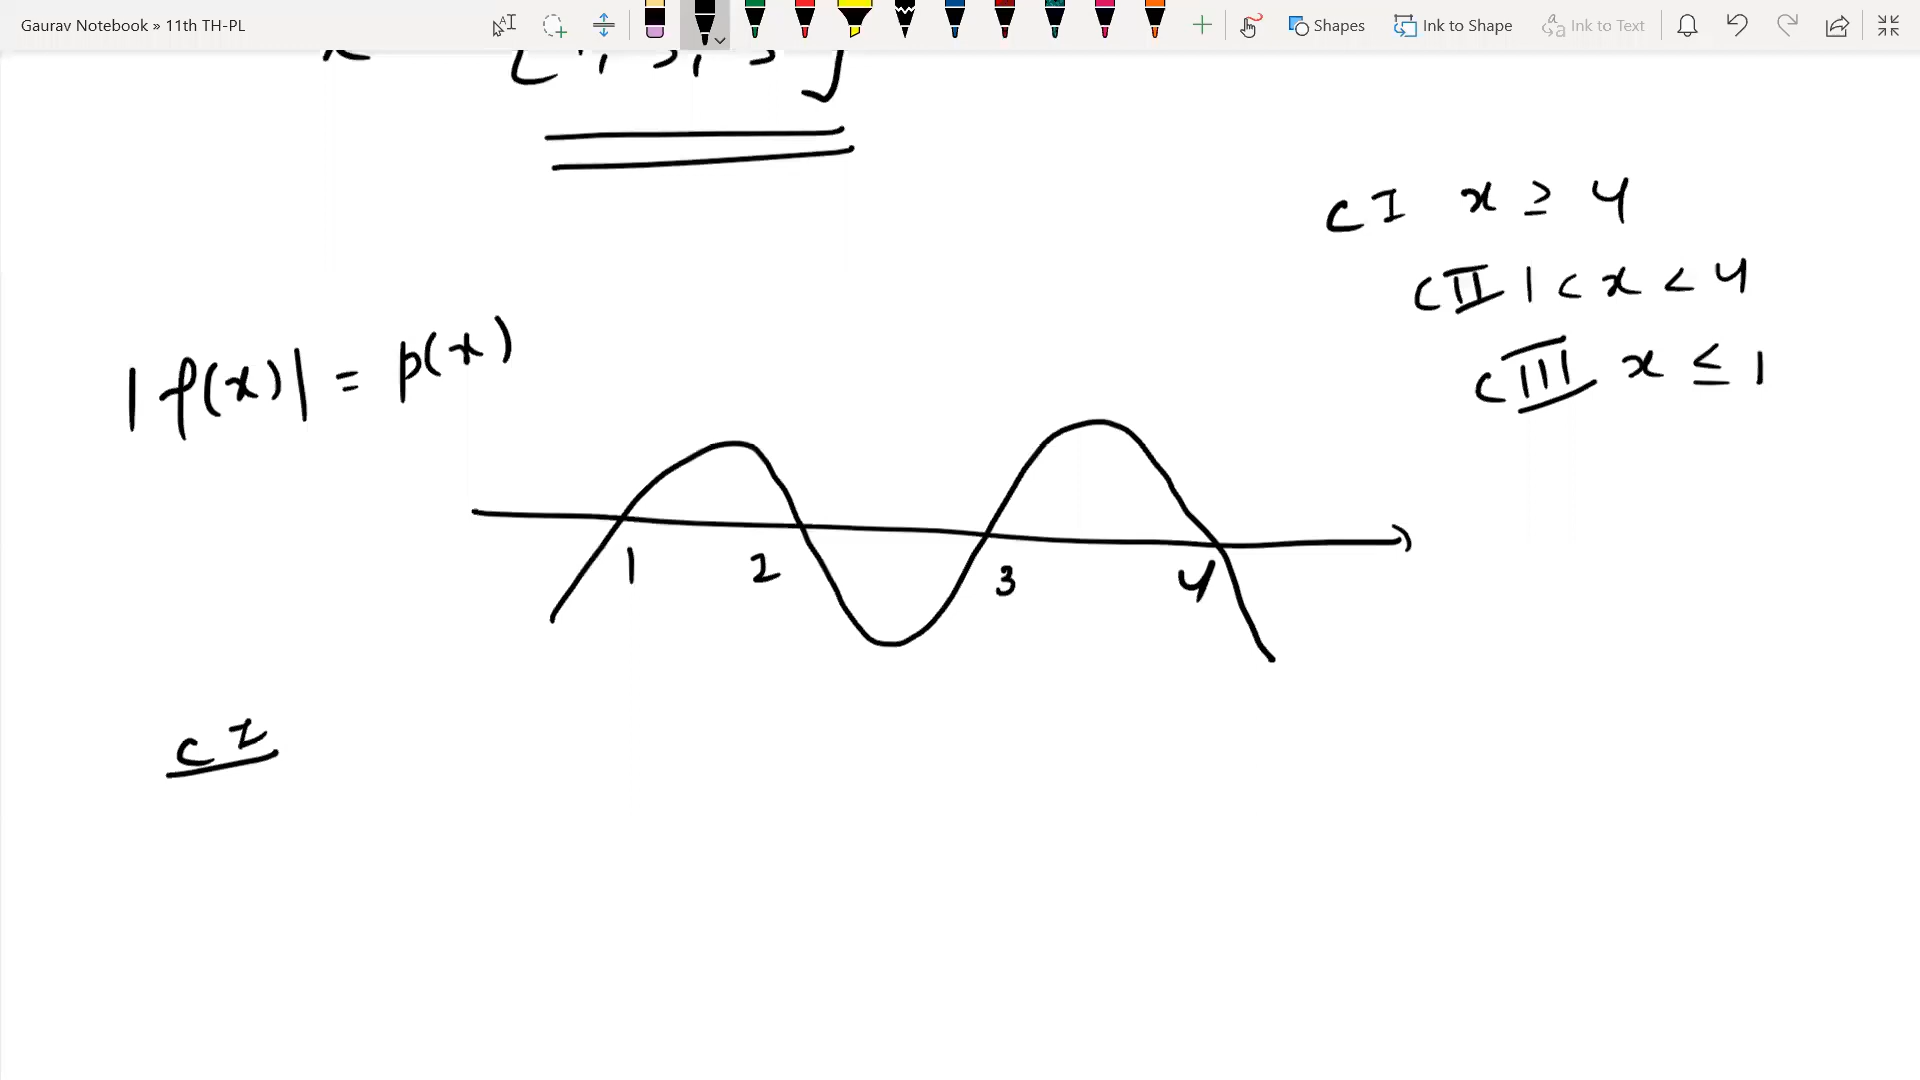 Gaurav Notebook » 11th TH-PL
Shapes
Ink to Shape
Ink to Text
C I x ≥ 4
C II 1 < x < 4
C III x ≤ 1
|f(x)| = p(x)
1 2 3 4
C I